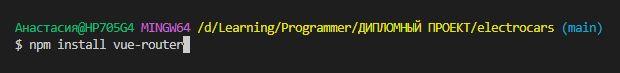 Анастасия@HP705G4 MINGW64 /d/Learning/Programmer/ДИПЛОМНЫЙ ПРОЕКТ/electrocars (main)
$ npm install vue-router